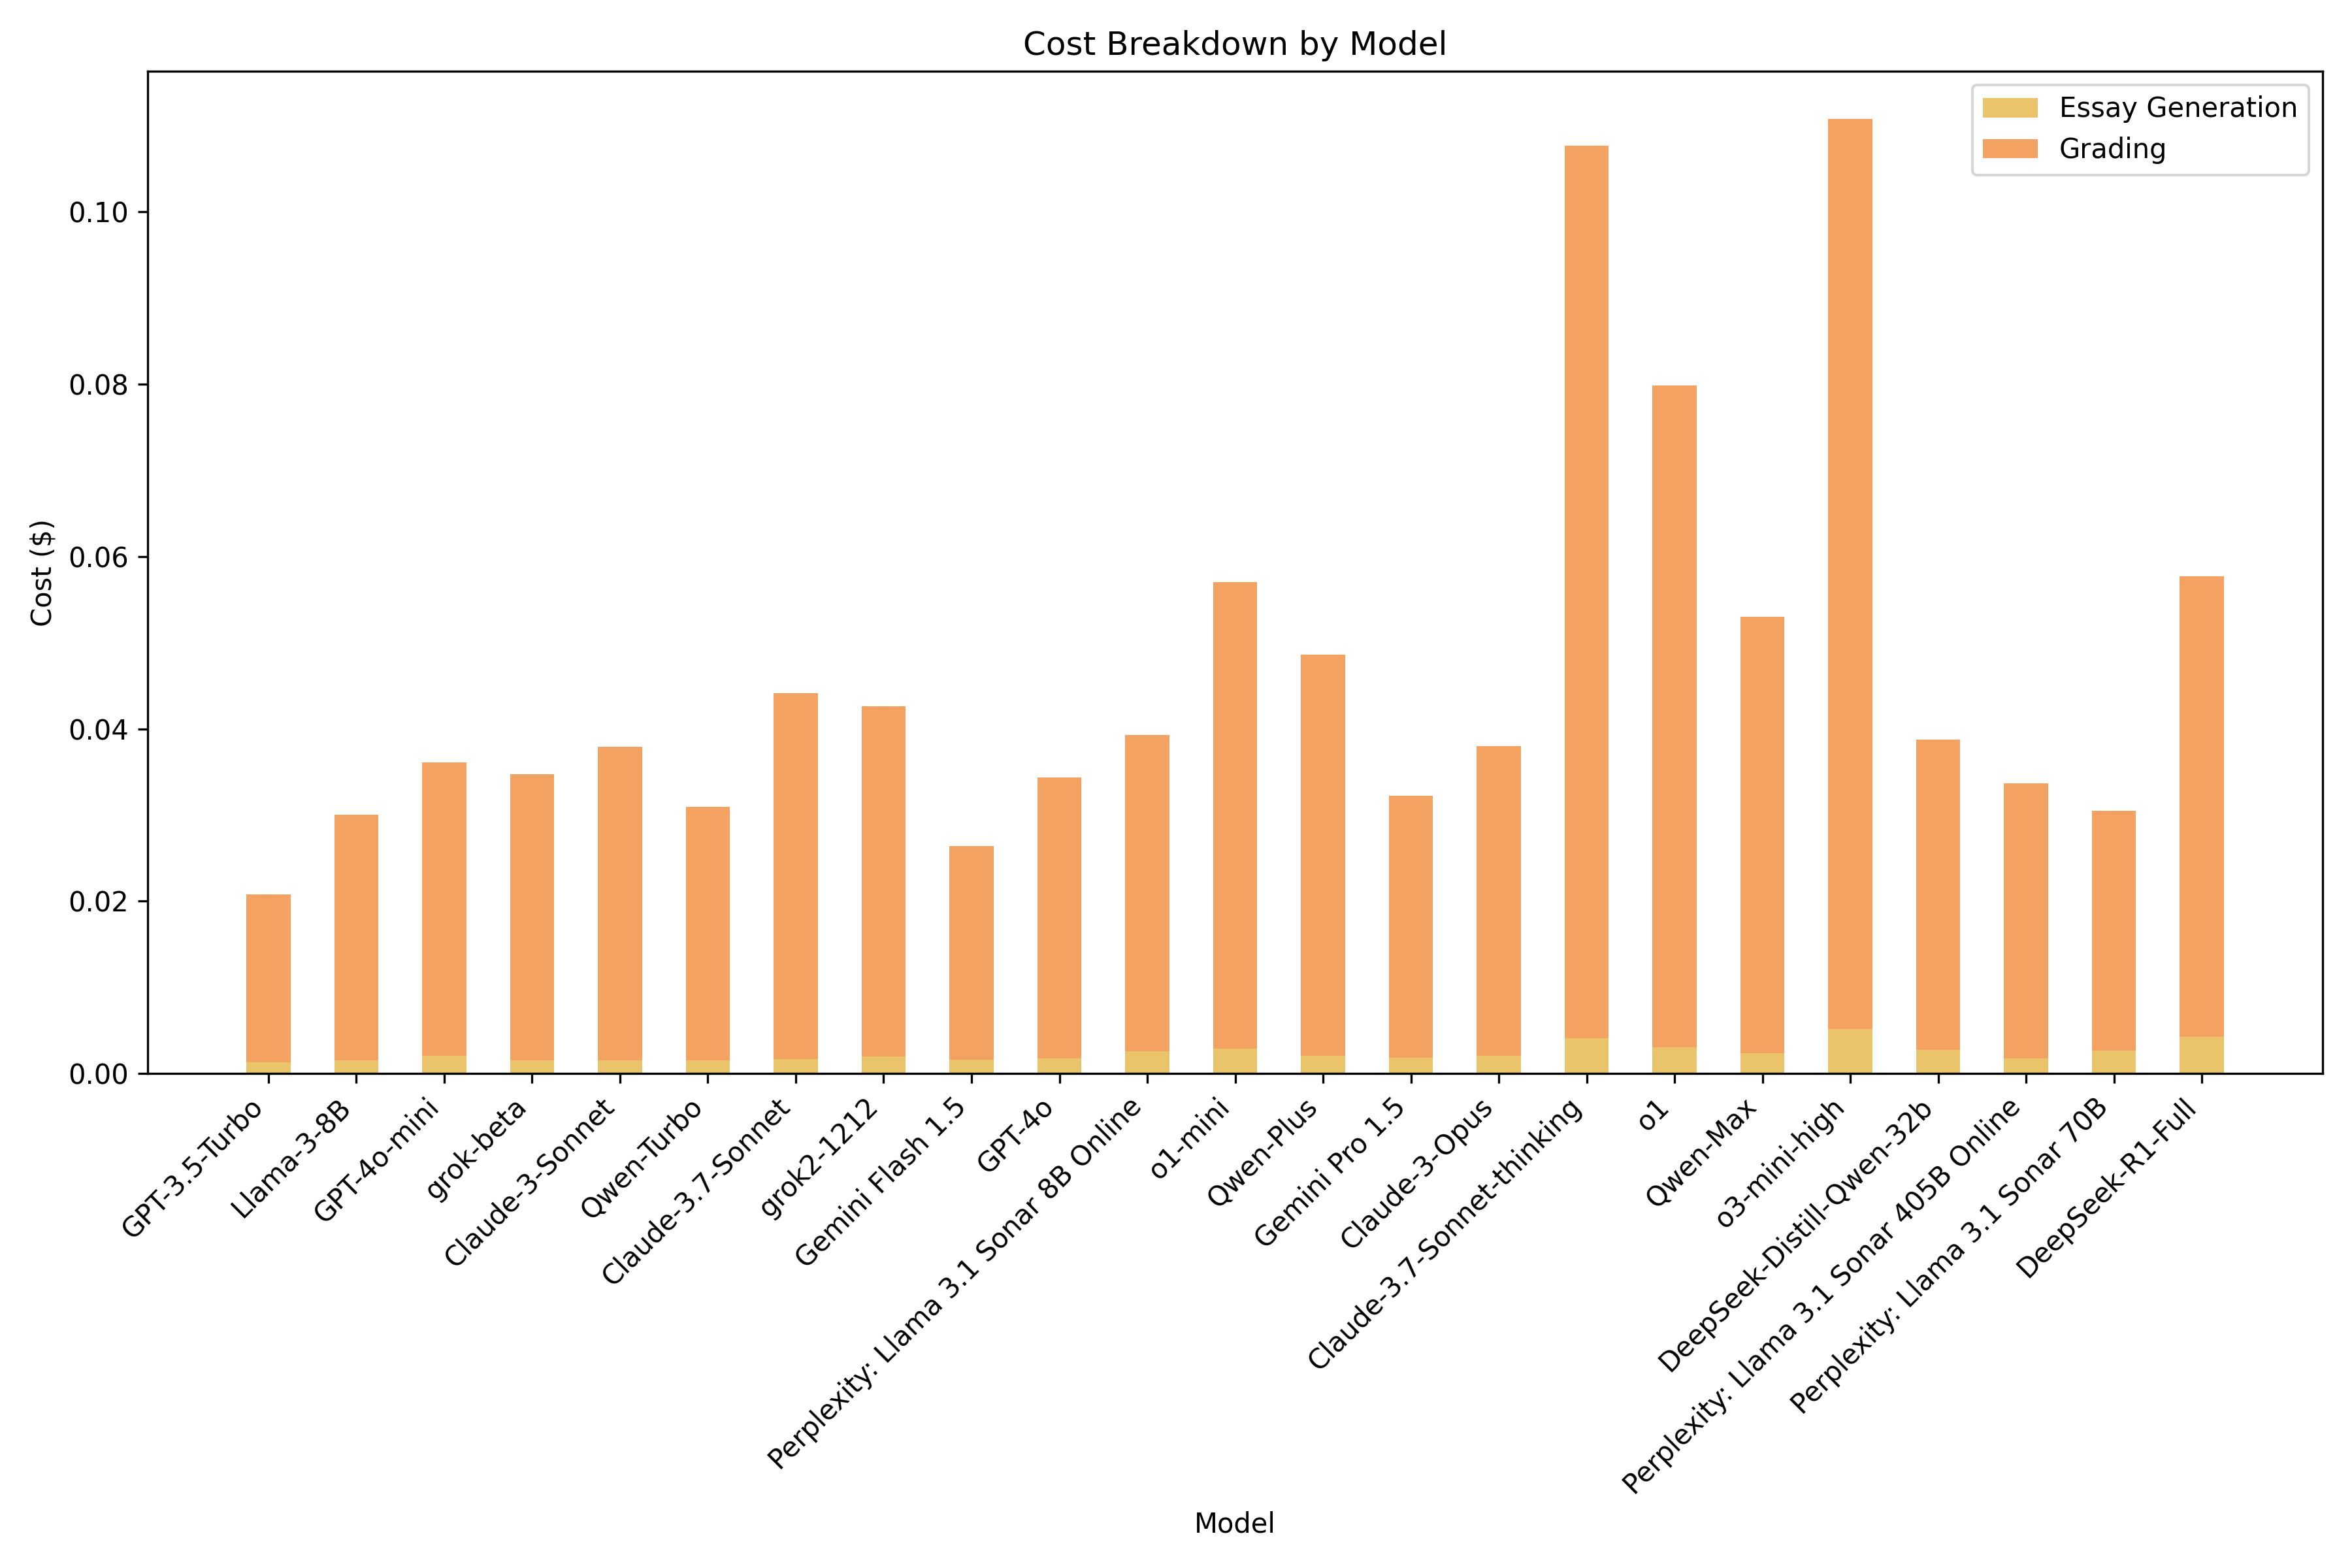 Cost Breakdown by Model
Essay Generation
Grading
Cost ($)
0.10
0.08
0.06
0.04
0.02
0.00
GPT-3.5-Turbo
Llama-3-8B
GPT-4o-mini
grok-beta
Claude-3-Sonnet
Qwen-Turbo
Claude-3.7-Sonnet
grok2-1212
Gemini Flash 1.5
GPT-4o
Perplexity: Llama 3.1 Sonar 8B Online
o1-mini
Qwen-Plus
Gemini Pro 1.5
Claude-3-Opus
Claude-3.7-Sonnet-thinking
o1
Qwen-Max
o3-mini-high
DeepSeek-Distill-Qwen-32b
Perplexity: Llama 3.1 Sonar 405B Online
Perplexity: Llama 3.1 Sonar 70B
DeepSeek-R1-Full
Model